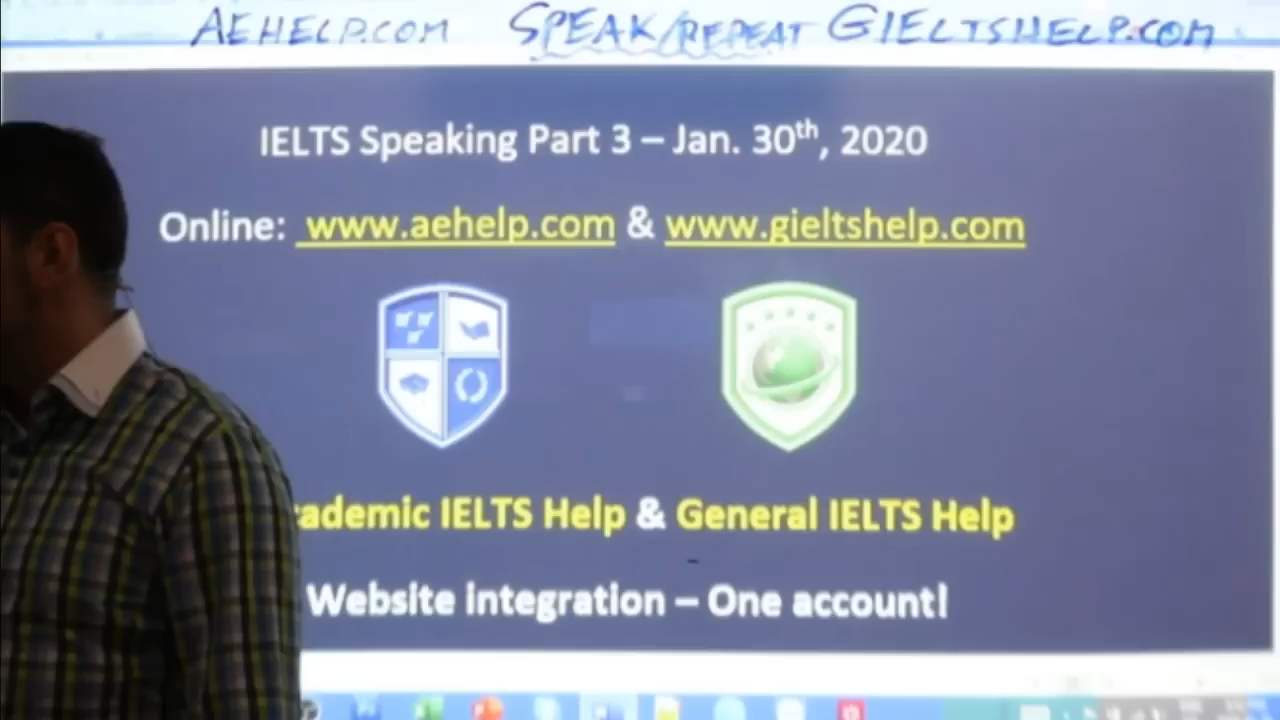 AEHELP.COM SPEAK/REPEAT GIELTSHELP.COM
IELTS Speaking Part 3 – Jan. 30th, 2020
Online: www.aehelp.com & www.gieltshelp.com
cademic IELTS Help & General IELTS Help
Website integration – One account!